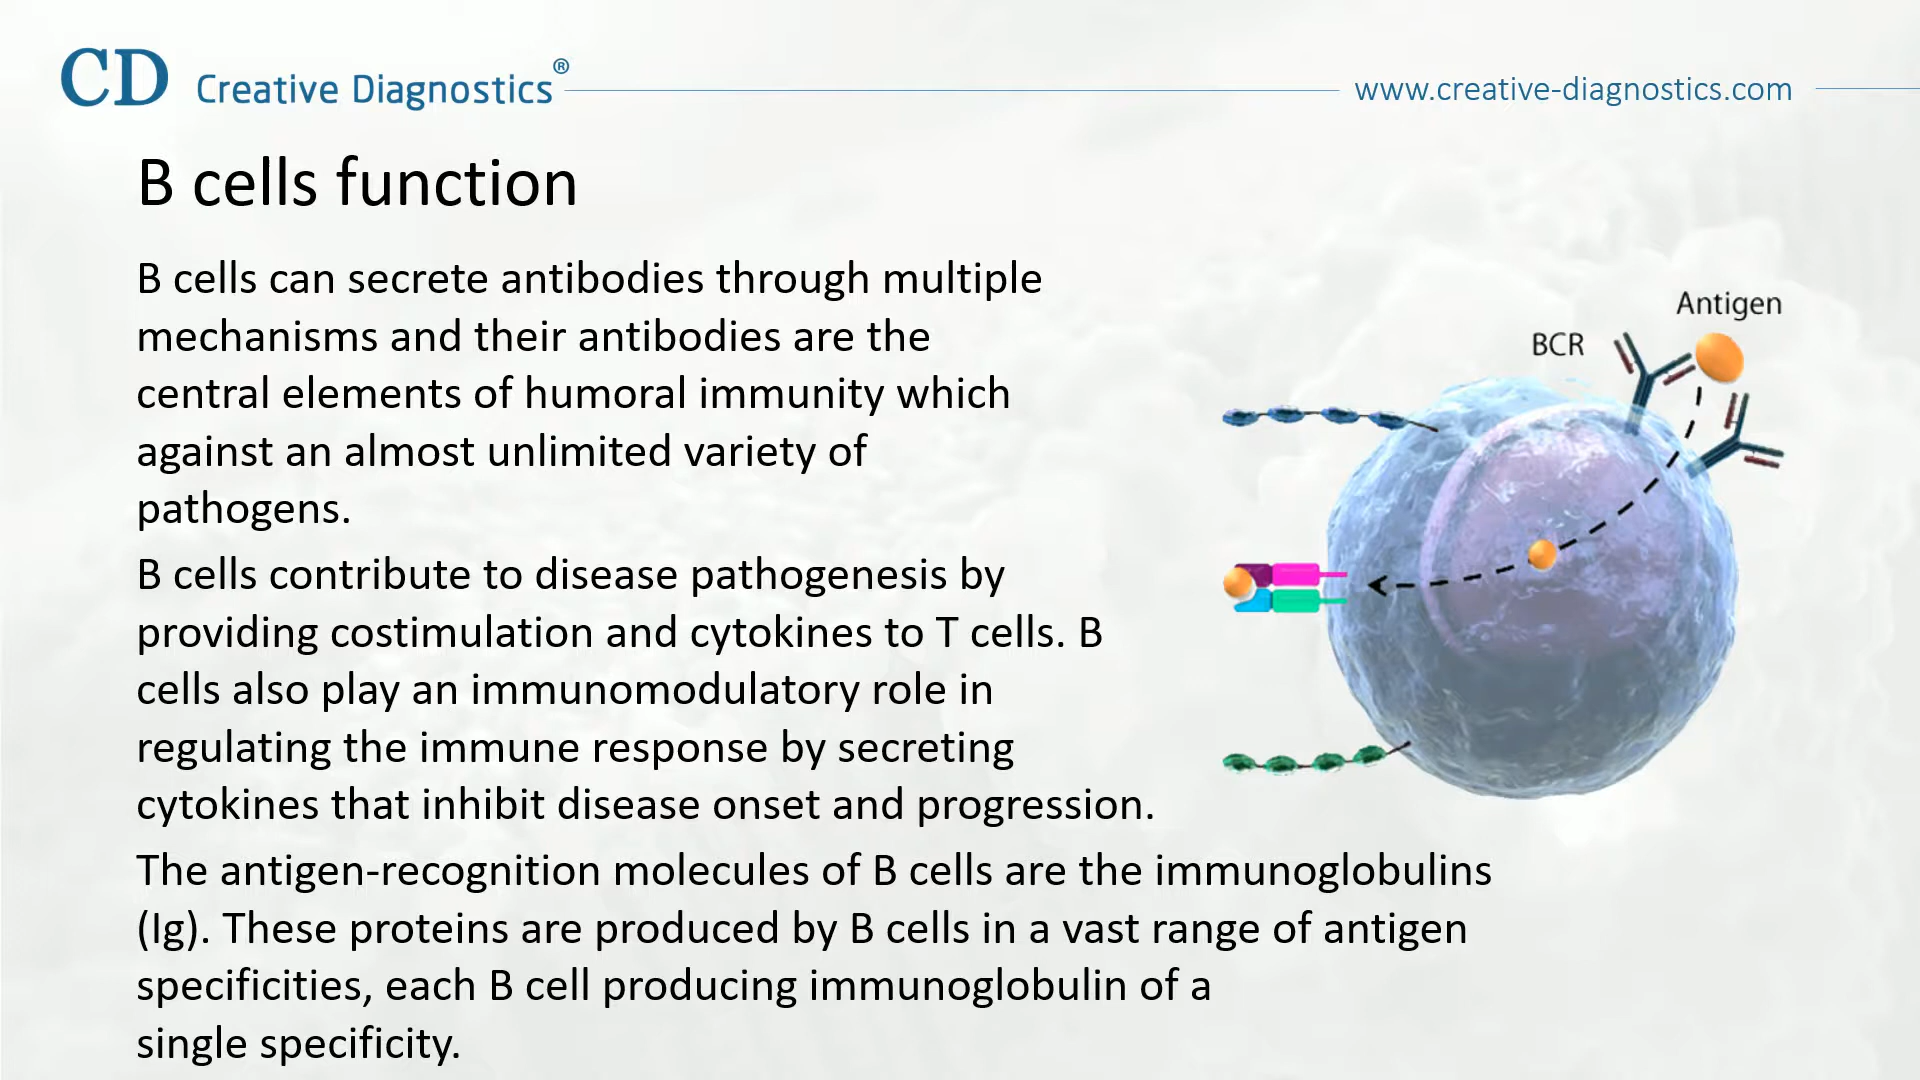 CD Creative Diagnostics®
www.creative-diagnostics.com
B cells function
B cells can secrete antibodies through multiple
mechanisms and their antibodies are the
central elements of humoral immunity which
against an almost unlimited variety of
pathogens.
B cells contribute to disease pathogenesis by
providing costimulation and cytokines to T cells. B
cells also play an immunomodulatory role in
regulating the immune response by secreting
cytokines that inhibit disease onset and progression.
The antigen-recognition molecules of B cells are the immunoglobulins
(Ig). These proteins are produced by B cells in a vast range of antigen
specificities, each B cell producing immunoglobulin of a
single specificity.
Antigen
BCR